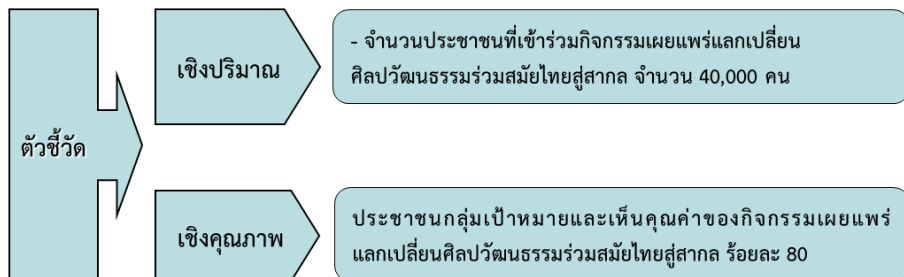 ตัวชี้วัด
เชิงปริมาณ
- จำนวนประชาชนที่เข้าร่วมกิจกรรมเผยแพร่แลกเปลี่ยน
ศิลปวัฒนธรรมร่วมสมัยไทยสู่สากล จำนวน 40,000 คน
เชิงคุณภาพ
ประชาชนกลุ่มเป้าหมายและเห็นคุณค่าของกิจกรรมเผยแพร่
แลกเปลี่ยนศิลปวัฒนธรรมร่วมสมัยไทยสู่สากล ร้อยละ 80